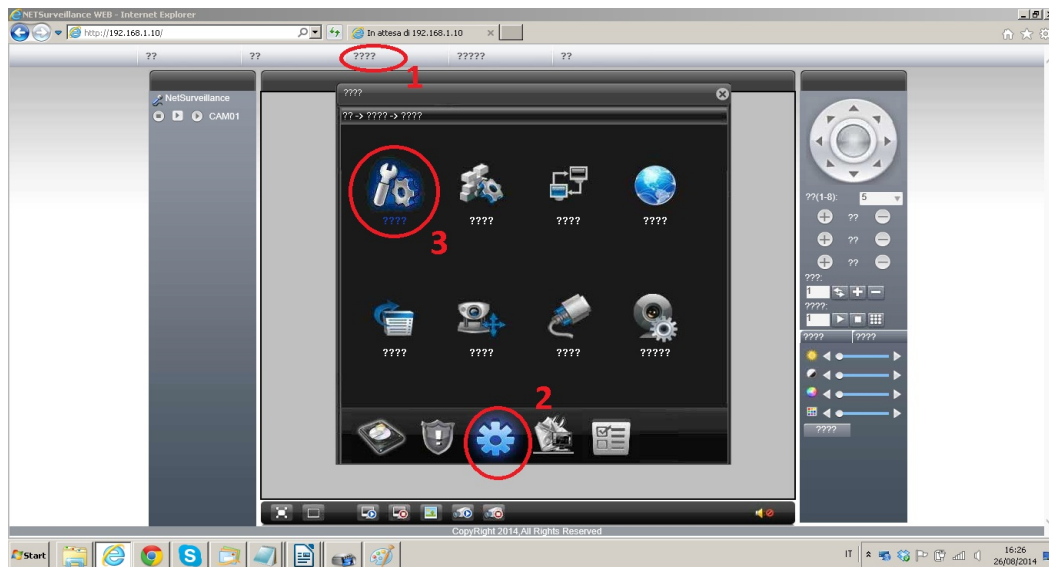 NETSurveillance WEB - Internet Explorer
http://192.168.1.10/
In attesa di 192.168.1.10
?? ?? ???? ????? ??
1
NetSurveillance
CAM01
????
?? -> ???? -> ????
???? ???? ???? ????
3
???? ???? ???? ?????
2
??(1-8): 5
??
??
??
???:
1
????:
1
???? ????
????
CopyRight 2014,All Rights Reserved
Start
IT
16:26
26/08/2014